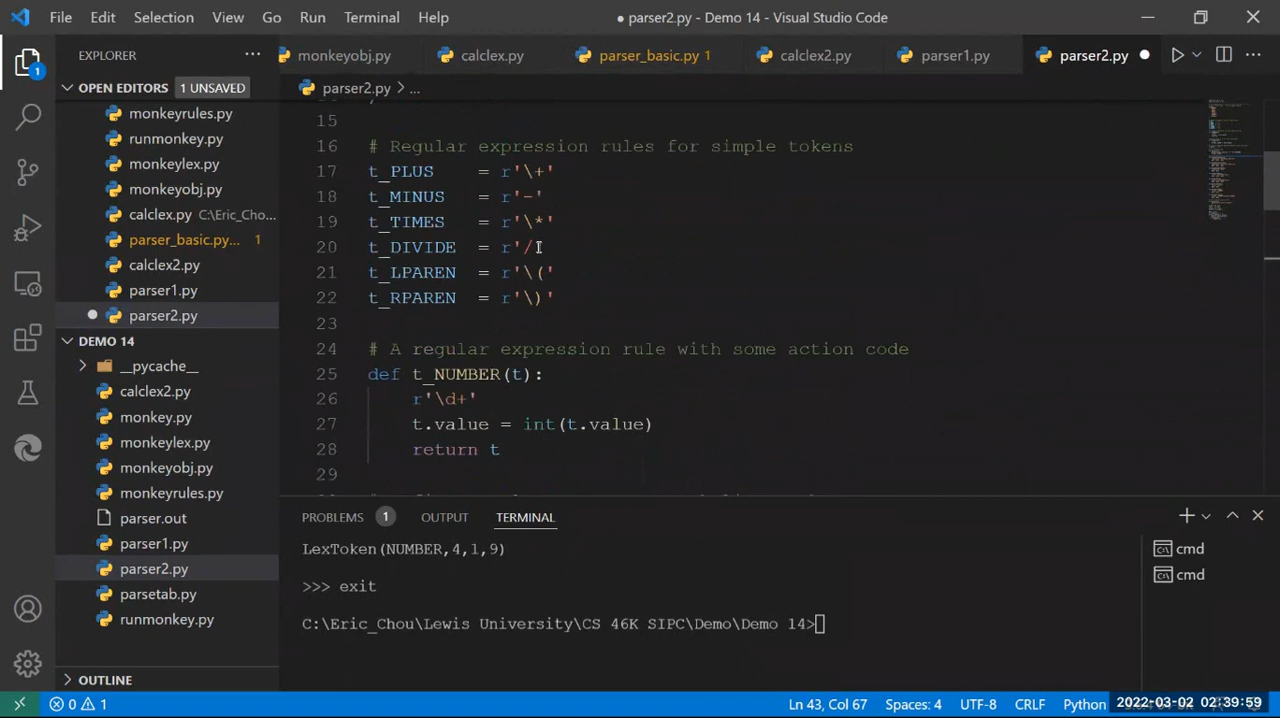 File Edit Selection View Go Run Terminal Help ● parser2.py - Demo 14 - Visual Studio Code
EXPLORER ...
monkeyobj.py calclex.py parser_basic.py 1 calclex2.py parser1.py parser2.py ●
1
OPEN EDITORS 1 UNSAVED
parser2.py > ...
monkeyrules.py
runmonkey.py
monkeylex.py
monkeyobj.py
calclex.py C:\Eric_Cho...
parser_basic.py... 1
calclex2.py
parser1.py
parser2.py
DEMO 14
__pycache__
calclex2.py
monkey.py
monkeylex.py
monkeyobj.py
monkeyrules.py
parser.out
parser1.py
parser2.py
parsetab.py
runmonkey.py
OUTLINE
15
16 # Regular expression rules for simple tokens
17 t_PLUS = r'\+'
18 t_MINUS = r'-'
19 t_TIMES = r'\*'
20 t_DIVIDE = r'/'
21 t_LPAREN = r'\('
22 t_RPAREN = r'\)'
23
24 # A regular expression rule with some action code
25 def t_NUMBER(t):
26 r'\d+'
27 t.value = int(t.value)
28 return t
29
PROBLEMS 1 OUTPUT TERMINAL
LexToken(NUMBER,4,1,9)
>>> exit
C:\Eric_Chou\Lewis University\CS 46K SIPC\Demo\Demo 14>
cmd
cmd
0 1 Ln 43, Col 67 Spaces: 4 UTF-8 CRLF Python 2022-03-02 02:39:59